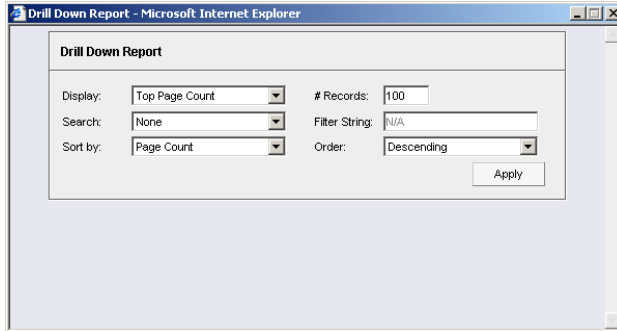 Drill Down Report - Microsoft Internet Explorer
Drill Down Report
Display: Top Page Count # Records: 100
Search: None Filter String: N/A
Sort by: Page Count Order: Descending
Apply